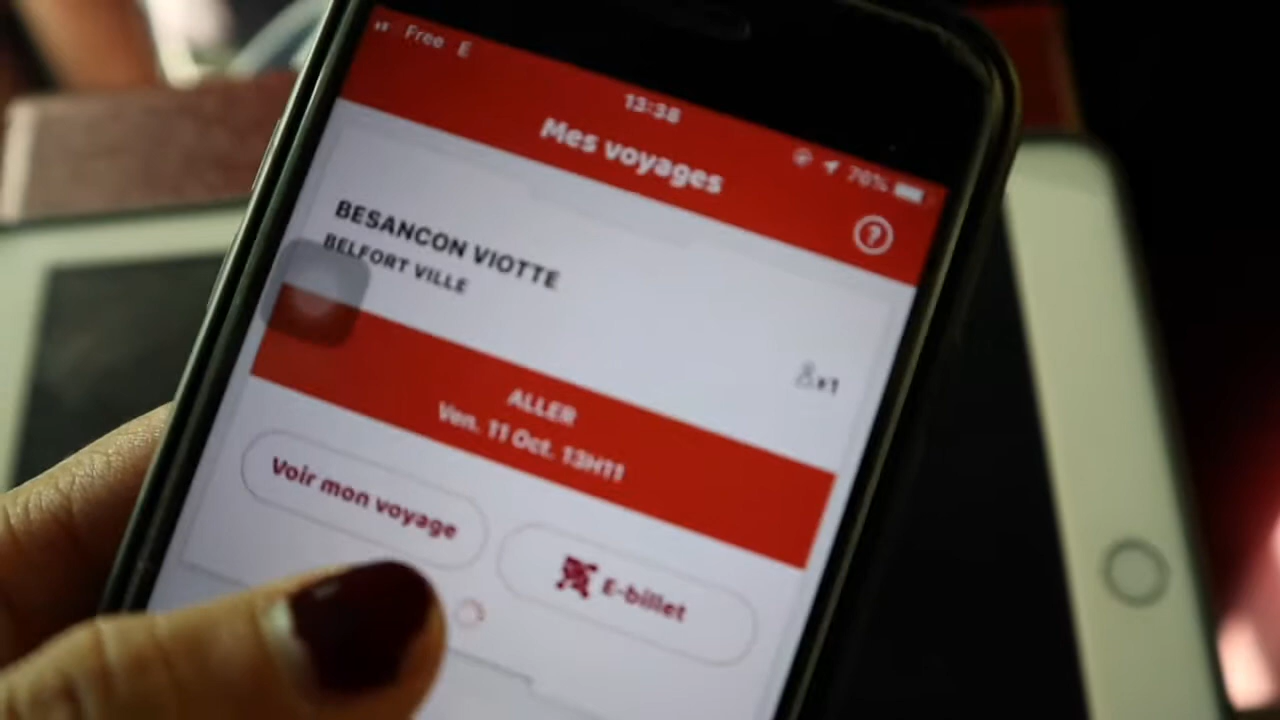 Free E
13:38
76%
Mes voyages
?
BESANCON VIOTTE
BELFORT VILLE
x1
ALLER
Ven. 11 Oct. 13H11
Voir mon voyage
E-billet